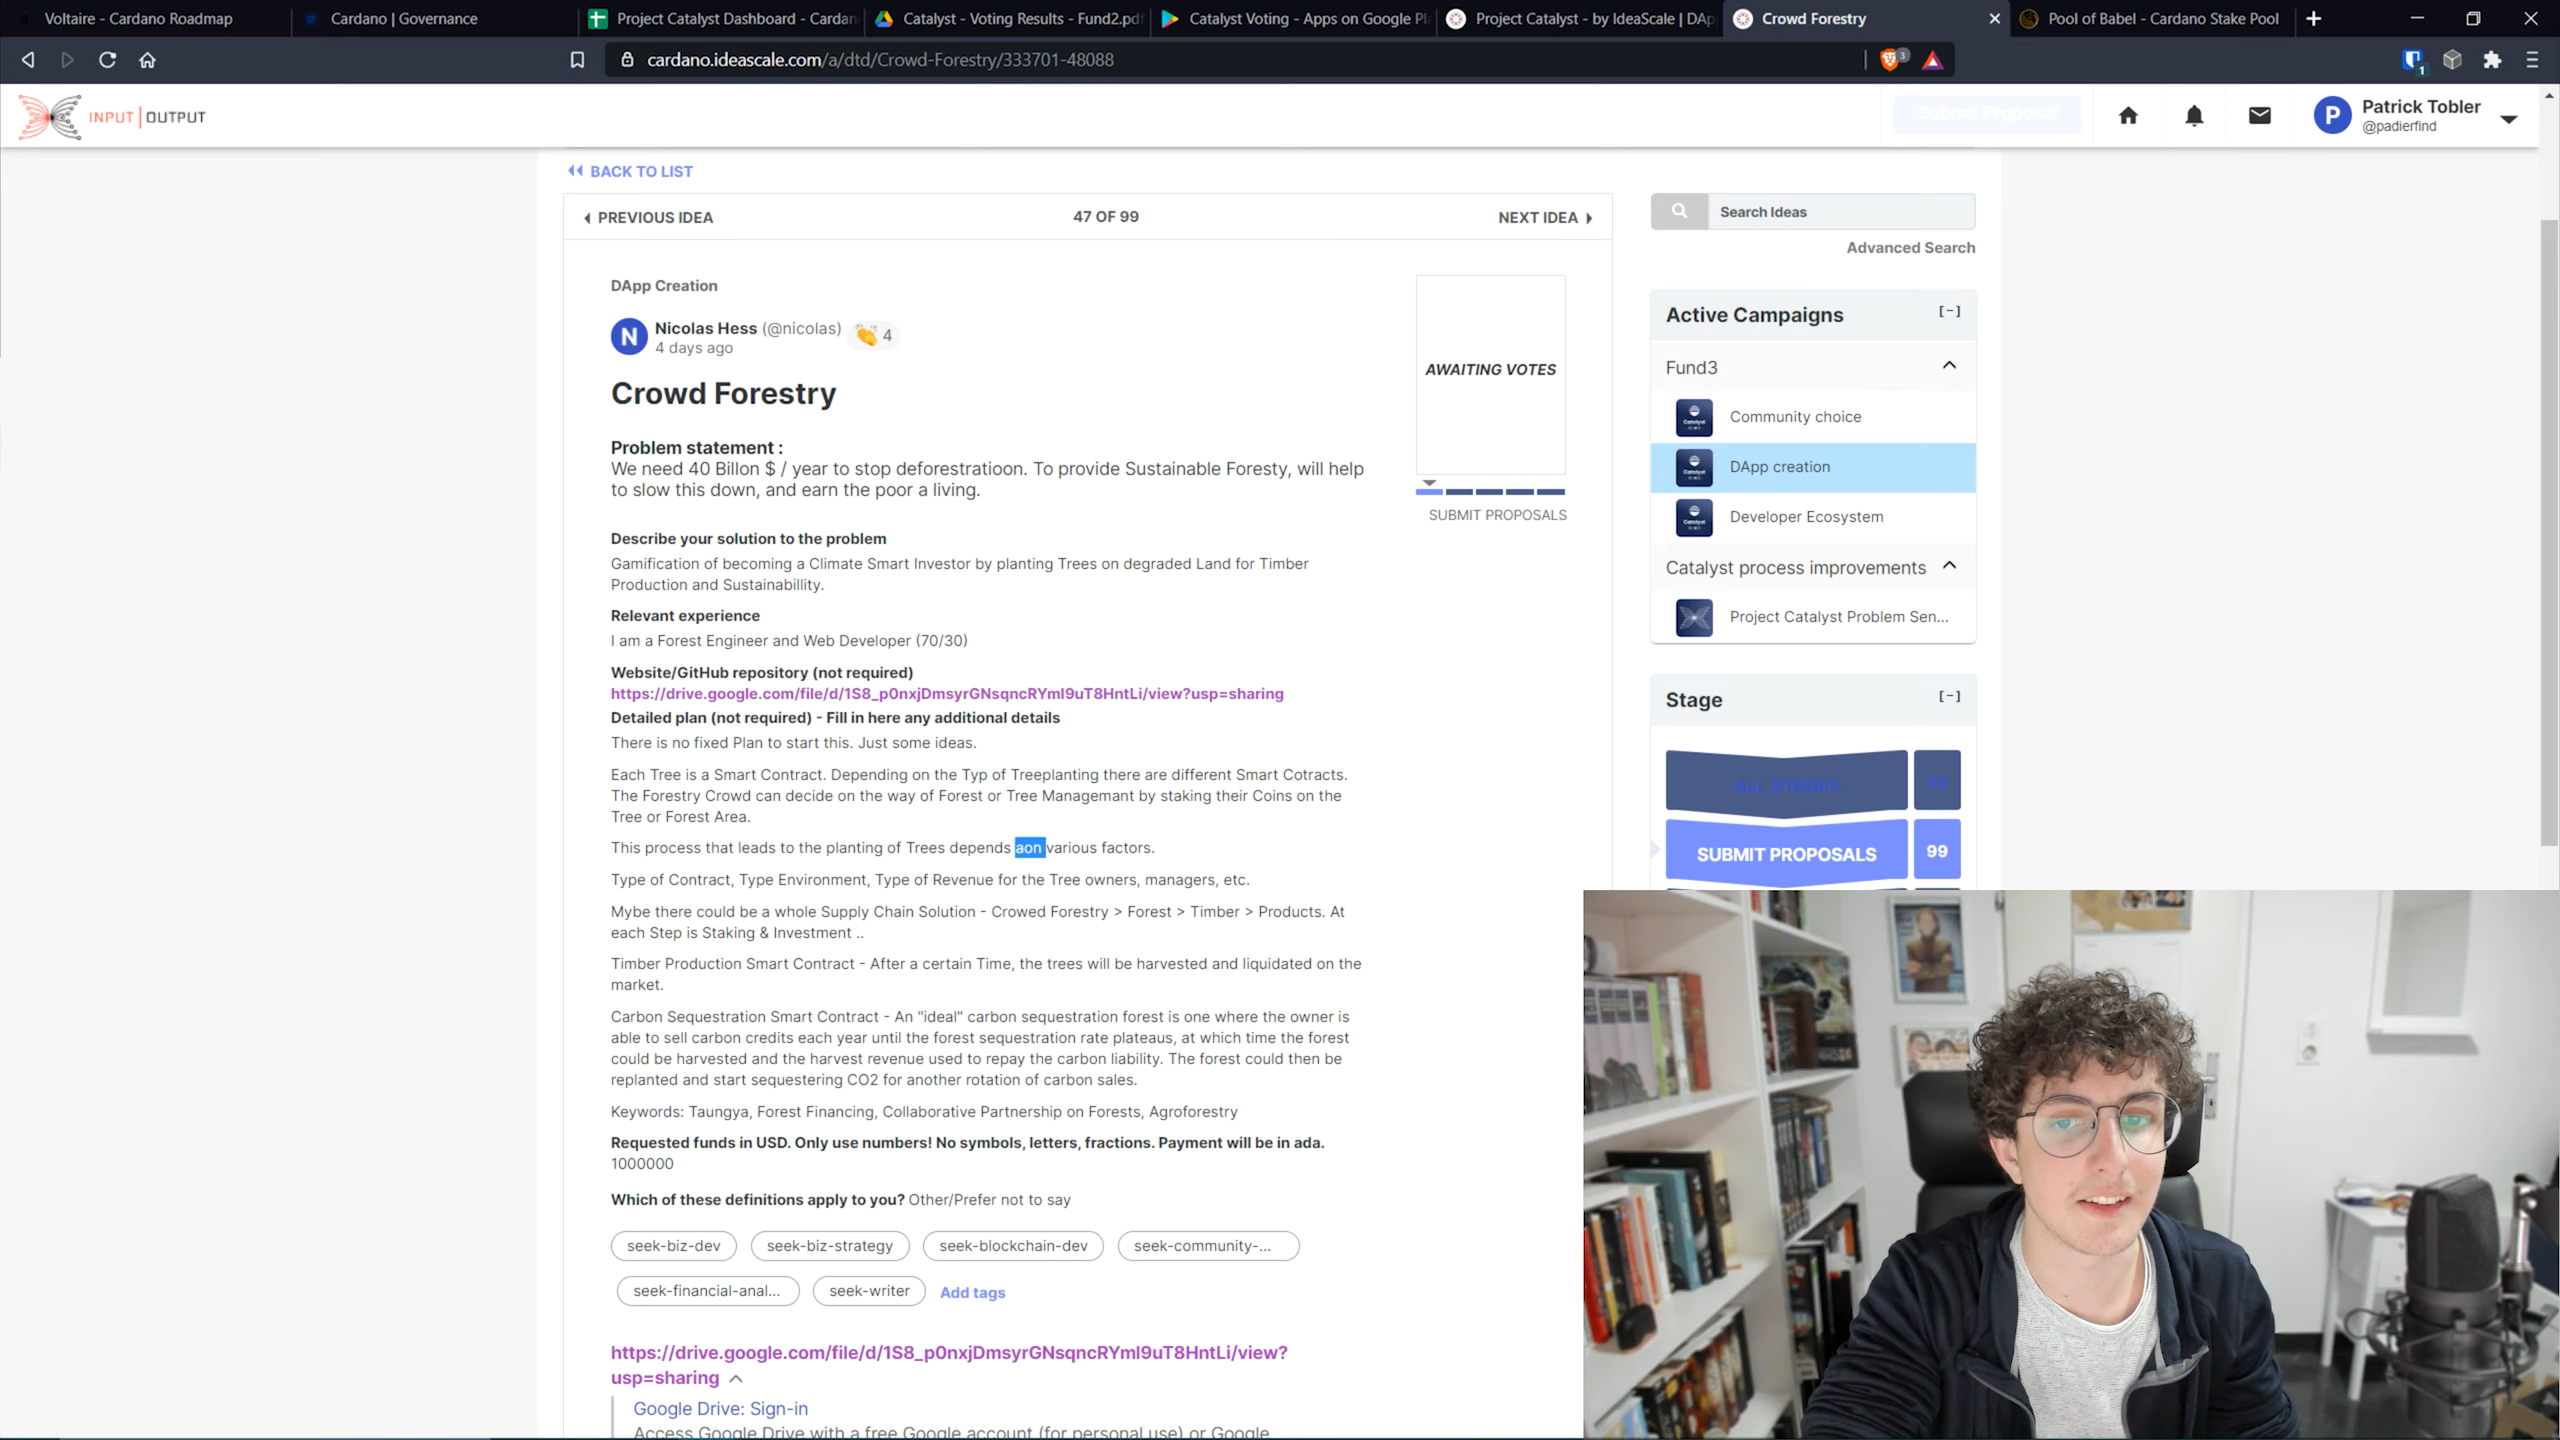 Voltaire - Cardano Roadmap
Cardano | Governance
Project Catalyst Dashboard - Cardan
Catalyst - Voting Results - Fund2.pdf
Catalyst Voting - Apps on Google Pl
Project Catalyst - by IdeaScale | DAp
Crowd Forestry
Pool of Babel - Cardano Stake Pool
cardano.ideascale.com/a/dtd/Crowd-Forestry/333701-48088
3
1
INPUT | OUTPUT
Submit Proposal
P
Patrick Tobler
@padierfind
BACK TO LIST
PREVIOUS IDEA
47 OF 99
NEXT IDEA
DApp Creation
N
Nicolas Hess (@nicolas)
4 days ago
4
Crowd Forestry
Problem statement :
We need 40 Billon $ / year to stop deforestratioon. To provide Sustainable Foresty, will help
to slow this down, and earn the poor a living.
Describe your solution to the problem
Gamification of becoming a Climate Smart Investor by planting Trees on degraded Land for Timber
Production and Sustainabillity.
Relevant experience
I am a Forest Engineer and Web Developer (70/30)
Website/GitHub repository (not required)
https://drive.google.com/file/d/1S8_p0nxjDmsyrGNsqncRYml9uT8HntLi/view?usp=sharing
Detailed plan (not required) - Fill in here any additional details
There is no fixed Plan to start this. Just some ideas.
Each Tree is a Smart Contract. Depending on the Typ of Treeplanting there are different Smart Cotracts.
The Forestry Crowd can decide on the way of Forest or Tree Managemant by staking their Coins on the
Tree or Forest Area.
This process that leads to the planting of Trees depends aon various factors.
Type of Contract, Type Environment, Type of Revenue for the Tree owners, managers, etc.
Mybe there could be a whole Supply Chain Solution - Crowed Forestry > Forest > Timber > Products. At
each Step is Staking & Investment ..
Timber Production Smart Contract - After a certain Time, the trees will be harvested and liquidated on the
market.
Carbon Sequestration Smart Contract - An "ideal" carbon sequestration forest is one where the owner is
able to sell carbon credits each year until the forest sequestration rate plateaus, at which time the forest
could be harvested and the harvest revenue used to repay the carbon liability. The forest could then be
replanted and start sequestering CO2 for another rotation of carbon sales.
Keywords: Taungya, Forest Financing, Collaborative Partnership on Forests, Agroforestry
Requested funds in USD. Only use numbers! No symbols, letters, fractions. Payment will be in ada.
1000000
Which of these definitions apply to you? Other/Prefer not to say
seek-biz-dev
seek-biz-strategy
seek-blockchain-dev
seek-community-...
seek-financial-anal...
seek-writer
Add tags
https://drive.google.com/file/d/1S8_p0nxjDmsyrGNsqncRYml9uT8HntLi/view?
usp=sharing
Google Drive: Sign-in
Access Google Drive with a free Google account (for personal use) or Google
AWAITING VOTES
SUBMIT PROPOSALS
Search Ideas
Advanced Search
Active Campaigns
[-]
Fund3
Community choice
DApp creation
Developer Ecosystem
Catalyst process improvements
Project Catalyst Problem Sen...
Stage
[-]
ALL STAGES
99
SUBMIT PROPOSALS
99